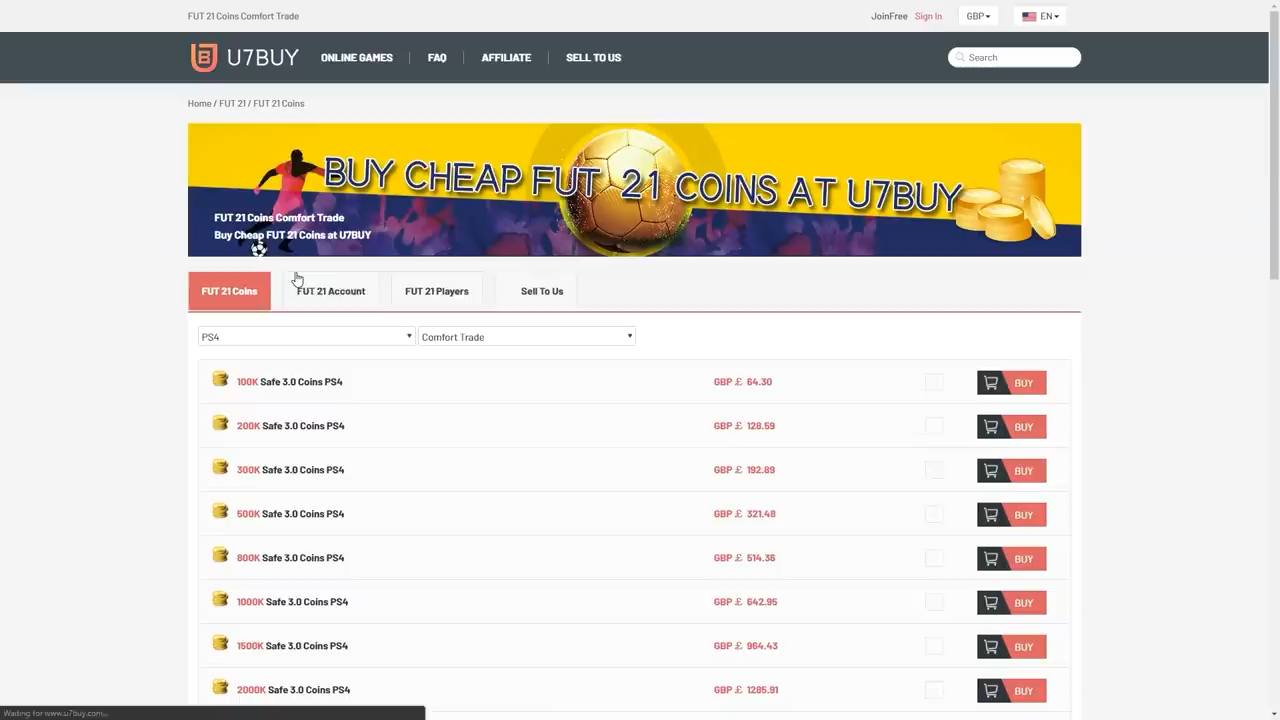 FUT 21 Coins Comfort Trade
JoinFree Sign In GBP EN
U7BUY ONLINE GAMES FAQ AFFILIATE SELL TO US Search
Home / FUT 21 / FUT 21 Coins
BUY CHEAP FUT 21 COINS AT U7BUY
FUT 21 Coins Comfort Trade
Buy Cheap FUT 21 Coins at U7BUY
FUT 21 Coins FUT 21 Account FUT 21 Players Sell To Us
PS4 Comfort Trade
100K Safe 3.0 Coins PS4 GBP £ 64.30 BUY
200K Safe 3.0 Coins PS4 GBP £ 128.59 BUY
300K Safe 3.0 Coins PS4 GBP £ 192.89 BUY
500K Safe 3.0 Coins PS4 GBP £ 321.48 BUY
800K Safe 3.0 Coins PS4 GBP £ 514.36 BUY
1000K Safe 3.0 Coins PS4 GBP £ 642.95 BUY
1500K Safe 3.0 Coins PS4 GBP £ 964.43 BUY
2000K Safe 3.0 Coins PS4 GBP £ 1285.91 BUY
Waiting for www.u7buy.com...